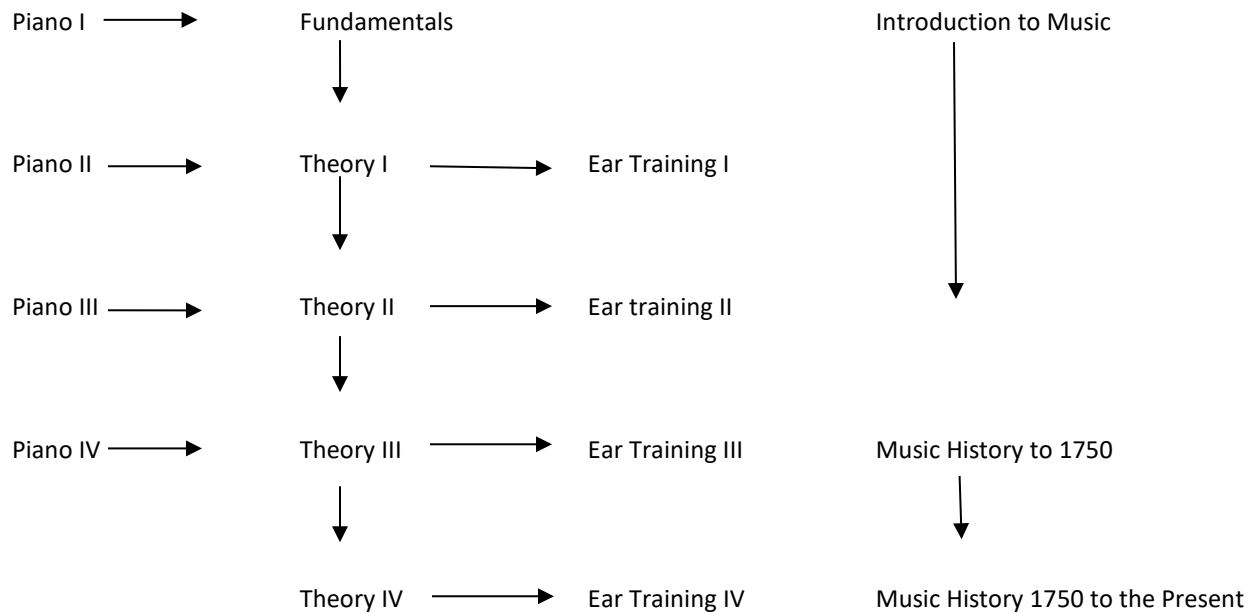 Piano I Fundamentals Introduction to Music
Piano II Theory I Ear Training I
Piano III Theory II Ear training II
Piano IV Theory III Ear Training III Music History to 1750
Theory IV Ear Training IV Music History 1750 to the Present